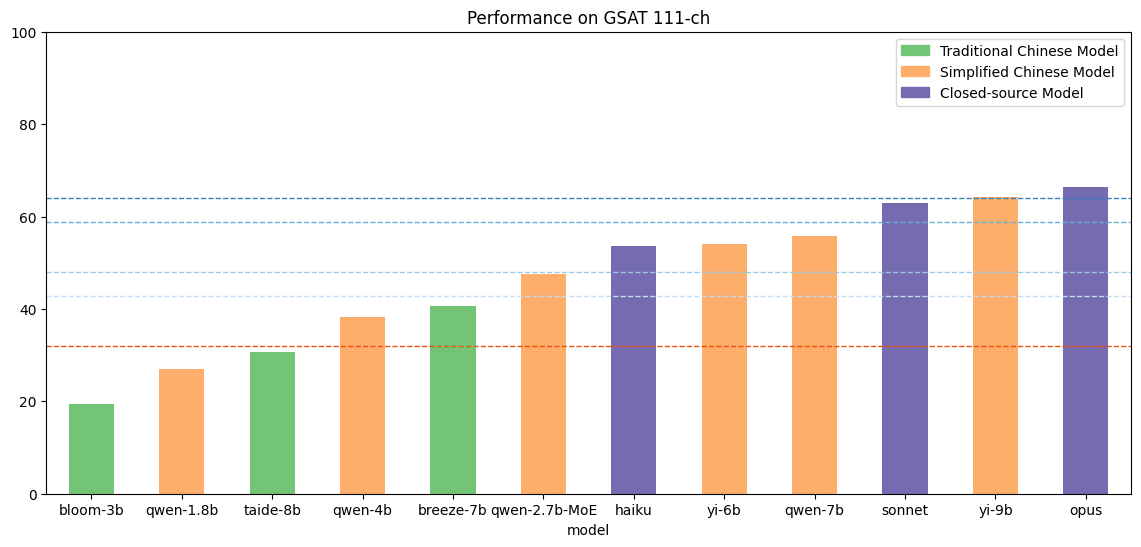 Performance on GSAT 111-ch
100
80
60
40
20
0
Traditional Chinese Model
Simplified Chinese Model
Closed-source Model
bloom-3b qwen-1.8b taide-8b qwen-4b breeze-7b qwen-2.7b-MoE haiku yi-6b qwen-7b sonnet yi-9b opus
model